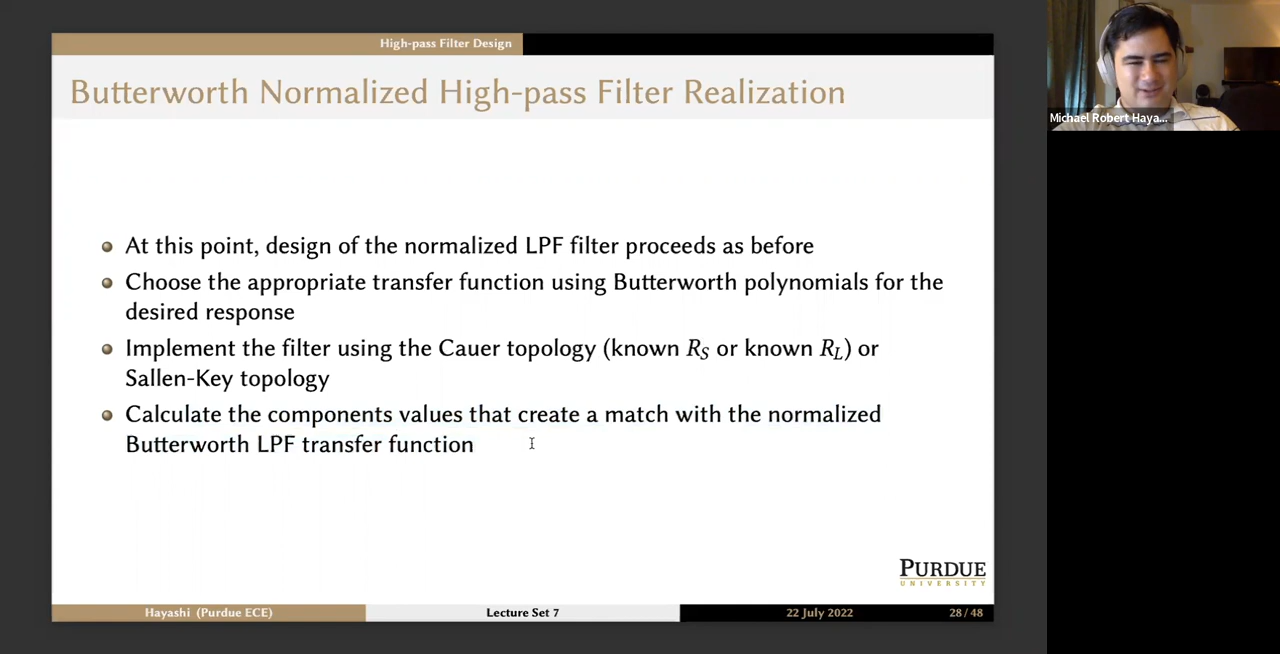 High-pass Filter Design
Butterworth Normalized High-pass Filter Realization
Michael Robert Haya...
At this point, design of the normalized LPF filter proceeds as before
Choose the appropriate transfer function using Butterworth polynomials for the
desired response
Implement the filter using the Cauer topology (known R_S or known R_L) or
Sallen-Key topology
Calculate the components values that create a match with the normalized
Butterworth LPF transfer function
PURDUE
UNIVERSITY
Hayashi (Purdue ECE)
Lecture Set 7
22 July 2022
28 / 48